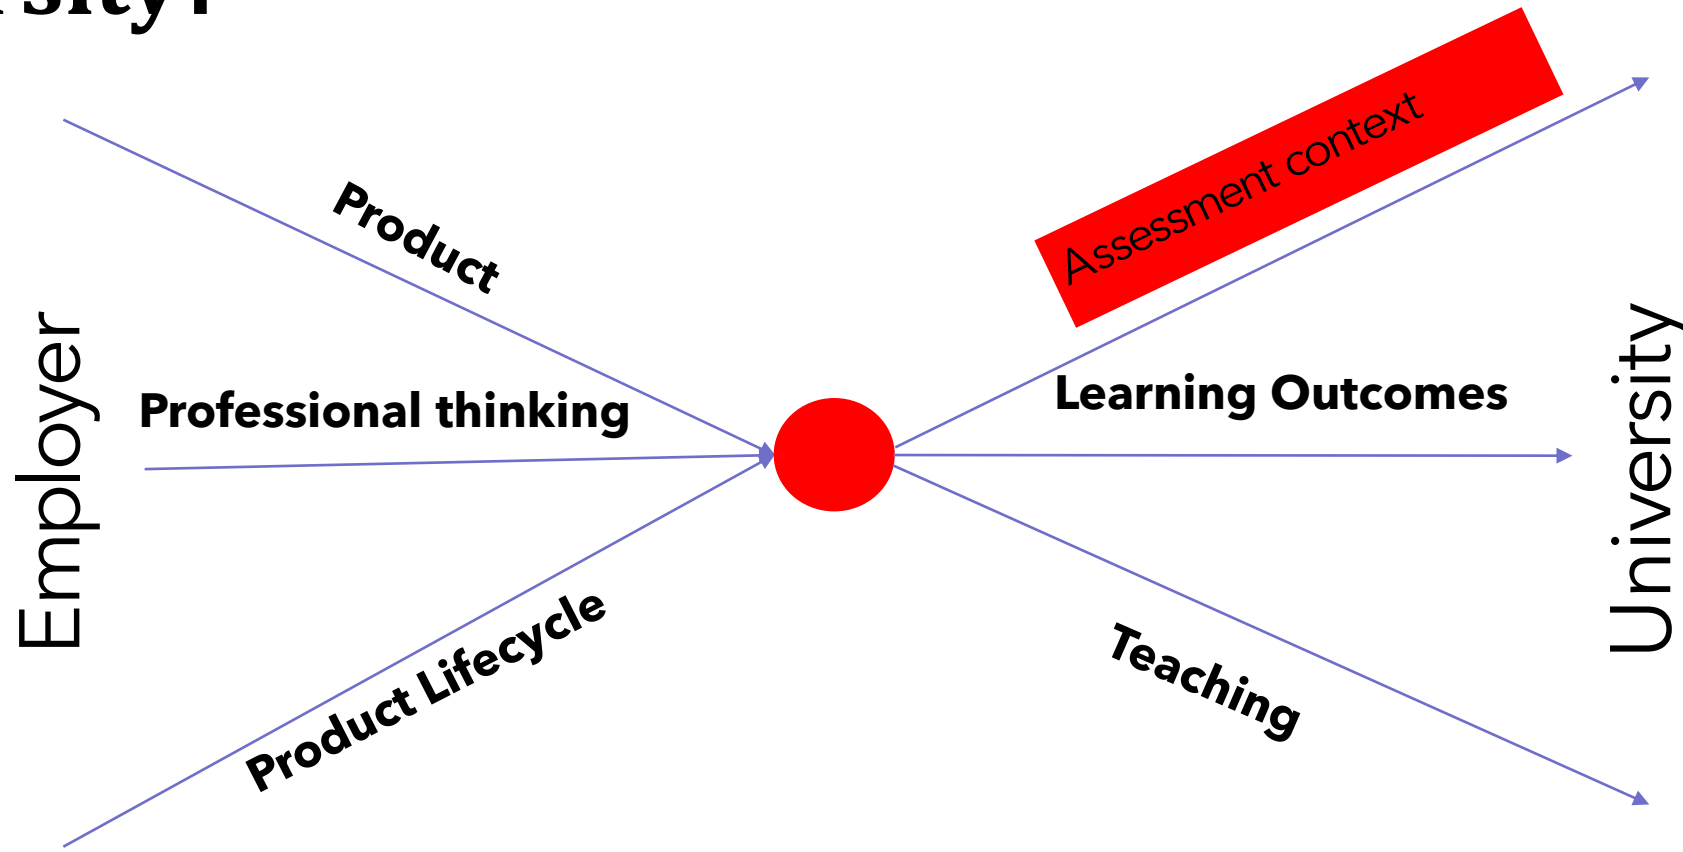 Product
Assessment context
Employer
Professional thinking
Learning Outcomes
University
Product Lifecycle
Teaching